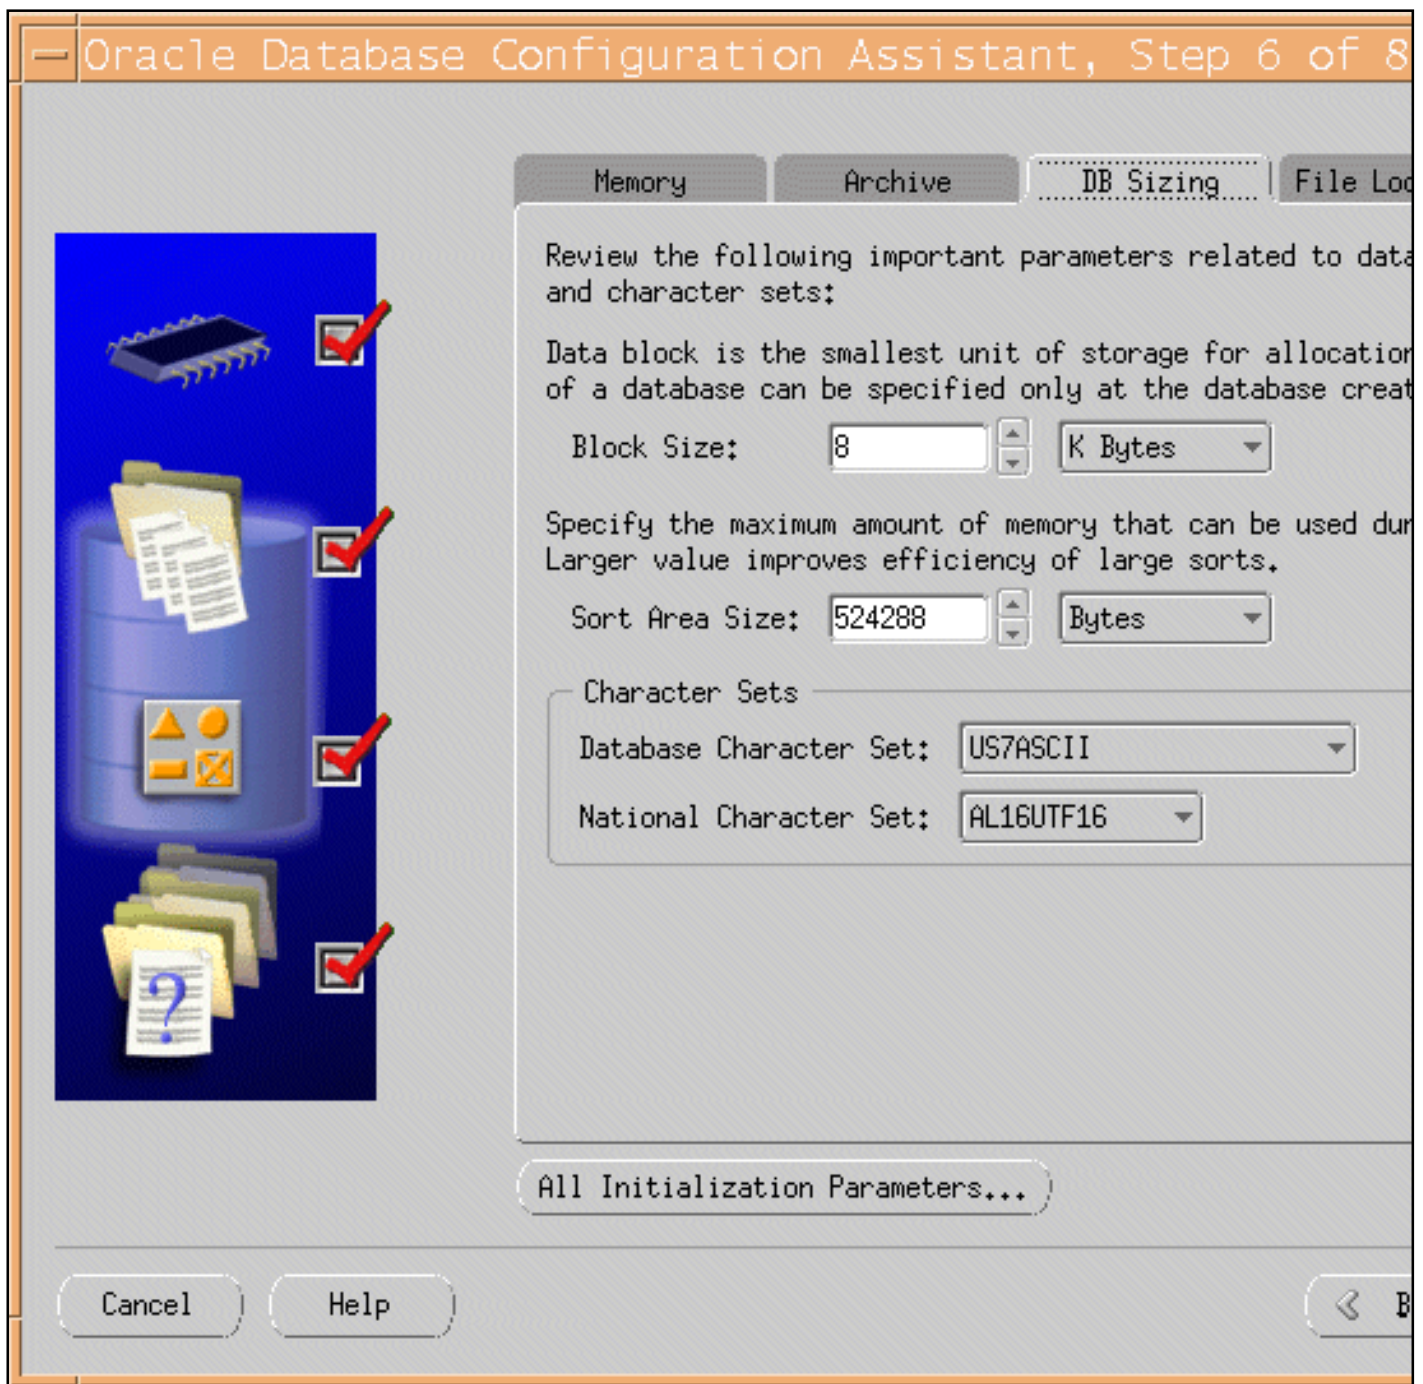 Oracle Database Configuration Assistant, Step 6 of 8
Memory Archive DB Sizing File Loc
Review the following important parameters related to data
and character sets:
Data block is the smallest unit of storage for allocation
of a database can be specified only at the database creat
Block Size: 8 K Bytes
Specify the maximum amount of memory that can be used dur
Larger value improves efficiency of large sorts.
Sort Area Size: 524288 Bytes
Character Sets
Database Character Set: US7ASCII
National Character Set: AL16UTF16
?
All Initialization Parameters...
Cancel Help B